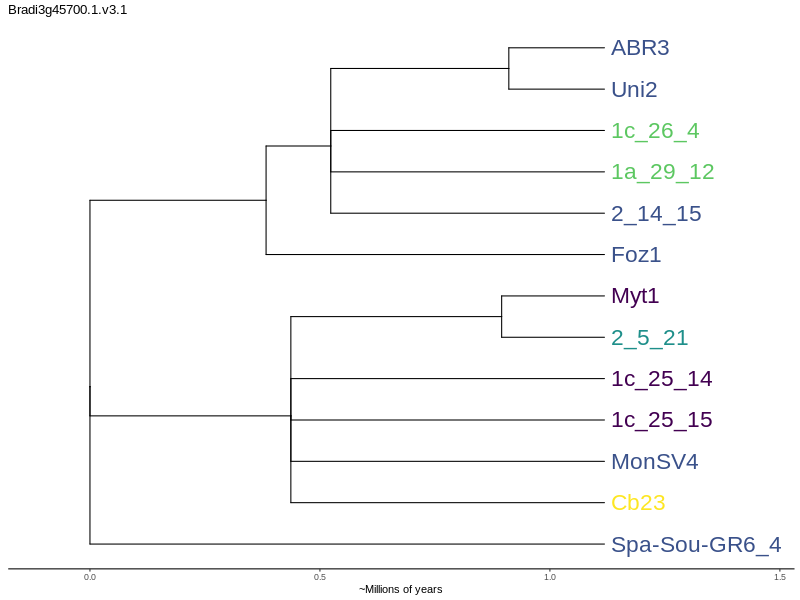 Bradi3g45700.1.v3.1
ABR3
Uni2
1c_26_4
1a_29_12
2_14_15
Foz1
Myt1
2_5_21
1c_25_14
1c_25_15
MonSV4
Cb23
Spa-Sou-GR6_4
0.0 0.5 1.0 1.5
~Millions of years